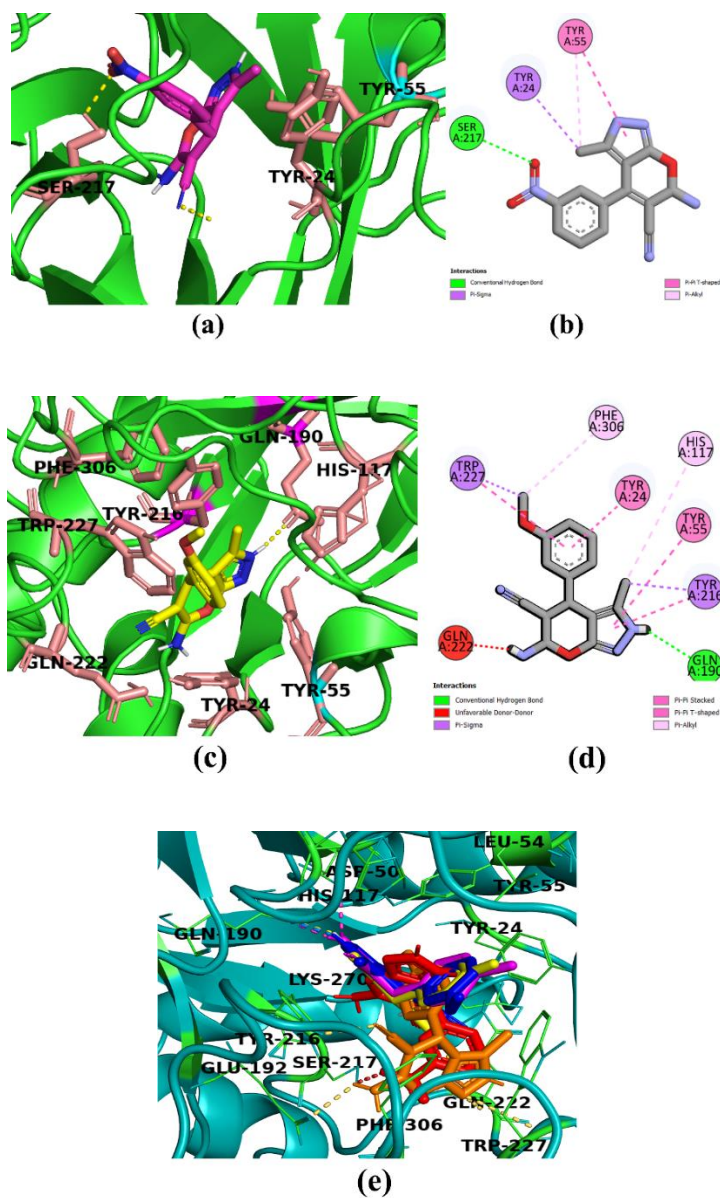 TYR-55
SER-217
TYR-24
(a)
TYR
A:55
TYR
A:24
SER
A:217
Interactions
Conventional Hydrogen Bond
Pi-Sigma
Pi-Pi T-shaped
Pi-Alkyl
(b)
GLN-190
PHE-306
HIS-117
TYR-216
TRP-227
GLN-222
TYR-55
TYR-24
(c)
PHE
A:306
HIS
A:117
TRP
A:227
TYR
A:24
TYR
A:55
TYR
A:216
GLN
A:222
GLN
A:190
Interactions
Conventional Hydrogen Bond
Unfavorable Donor-Donor
Pi-Sigma
Pi-Pi Stacked
Pi-Pi T-shaped
Pi-Alkyl
(d)
LEU-54
ASP-50
TYR-55
HIS-117
TYR-24
GLN-190
LYS-270
TYR-216
SER-217
GLU-192
GLN-222
PHE-306
TRP-227
(e)